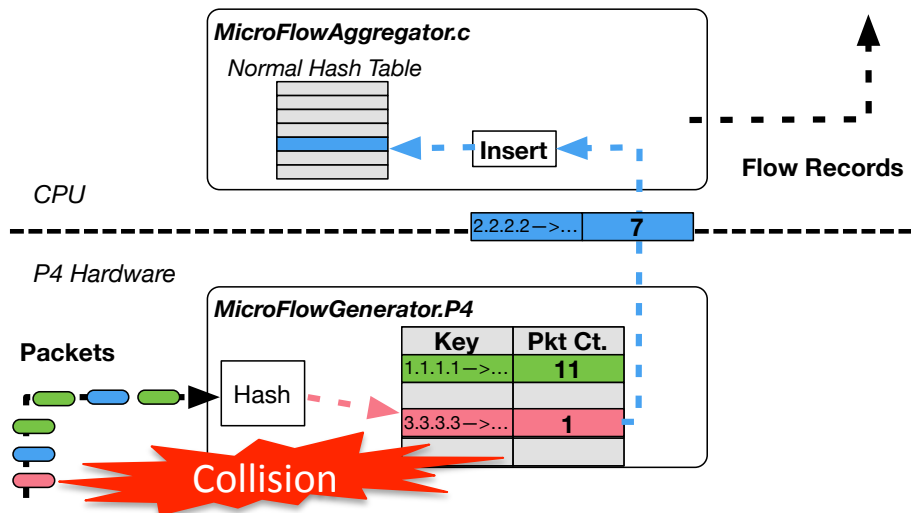 MicroFlowAggregator.c
Normal Hash Table
Insert
Flow Records
CPU
2.2.2.2—>... 7
P4 Hardware
MicroFlowGenerator.P4
Packets
Key Pkt Ct.
1.1.1.1—>... 11
Hash
3.3.3.3—>... 1
Collision